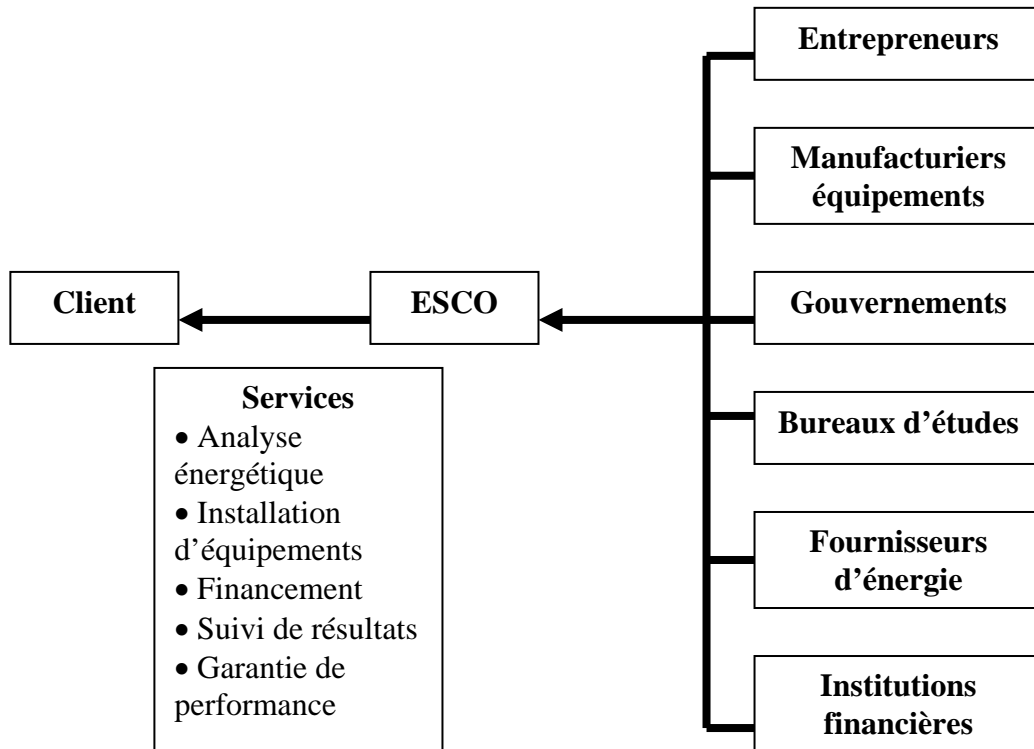 Entrepreneurs
Manufacturiers
équipements
Client
ESCO
Gouvernements
Services
• Analyse
énergétique
• Installation
d’équipements
• Financement
• Suivi de résultats
• Garantie de
performance
Bureaux d’études
Fournisseurs
d’énergie
Institutions
financières